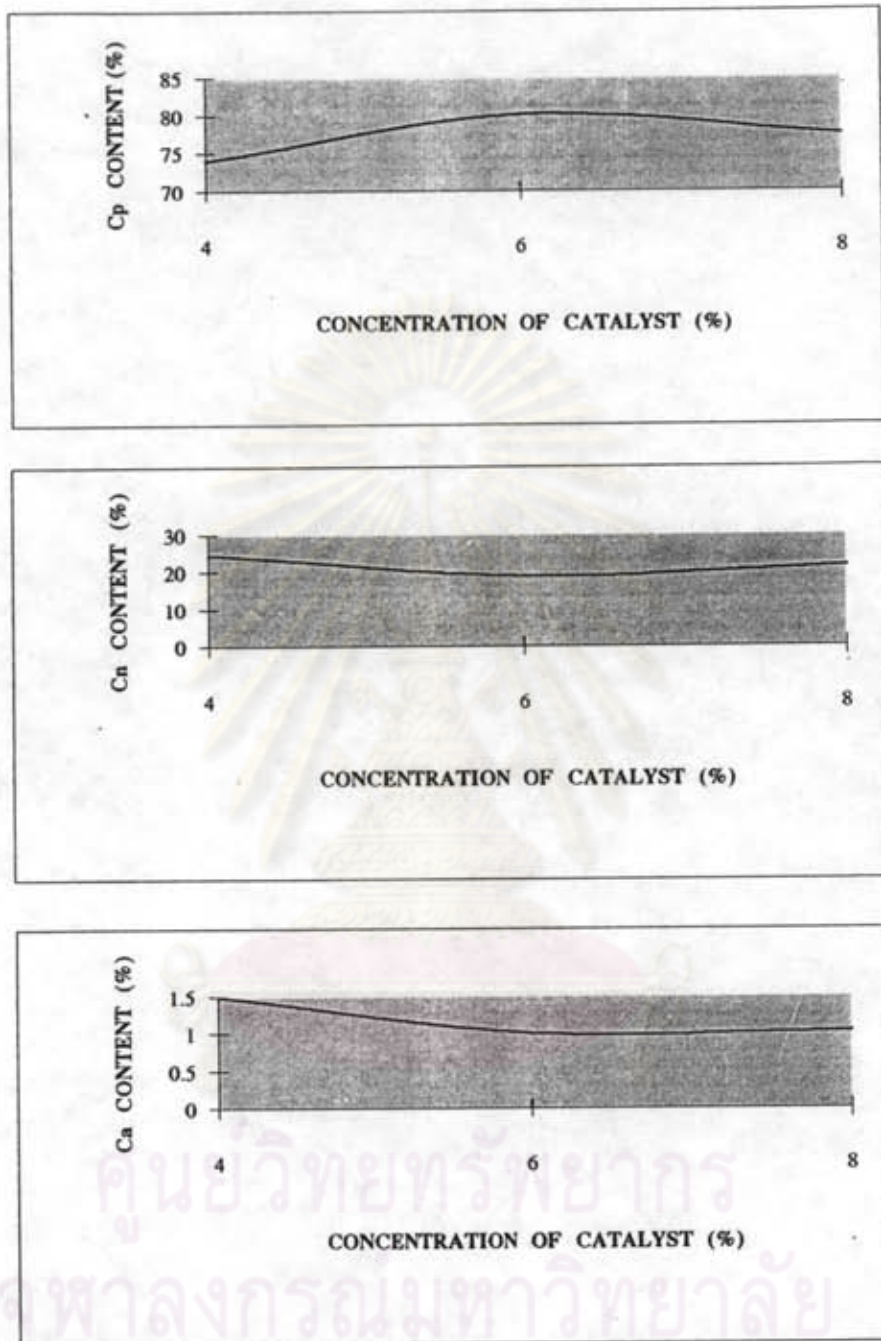 85
80
75
70
Cp CONTENT (%)
4 6 8
CONCENTRATION OF CATALYST (%)
30
20
10
0
Cn CONTENT (%)
4 6 8
CONCENTRATION OF CATALYST (%)
1.5
1
0.5
0
Ca CONTENT (%)
4 6 8
CONCENTRATION OF CATALYST (%)
ศูนย์วิทยทรัพยากร
จุฬาลงกรณ์มหาวิทยาลัย